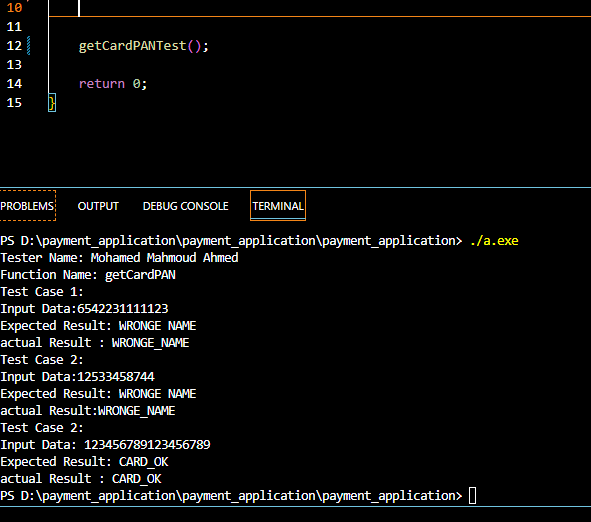 10
11
12 getCardPANTest();
13
14 return 0;
15 }
PROBLEMS OUTPUT DEBUG CONSOLE TERMINAL
PS D:\payment_application\payment_application\payment_application> ./a.exe
Tester Name: Mohamed Mahmoud Ahmed
Function Name: getCardPAN
Test Case 1:
Input Data:6542231111123
Expected Result: WRONGE NAME
actual Result : WRONGE_NAME
Test Case 2:
Input Data:12533458744
Expected Result: WRONGE NAME
actual Result:WRONGE_NAME
Test Case 2:
Input Data: 123456789123456789
Expected Result: CARD_OK
actual Result : CARD_OK
PS D:\payment_application\payment_application\payment_application>